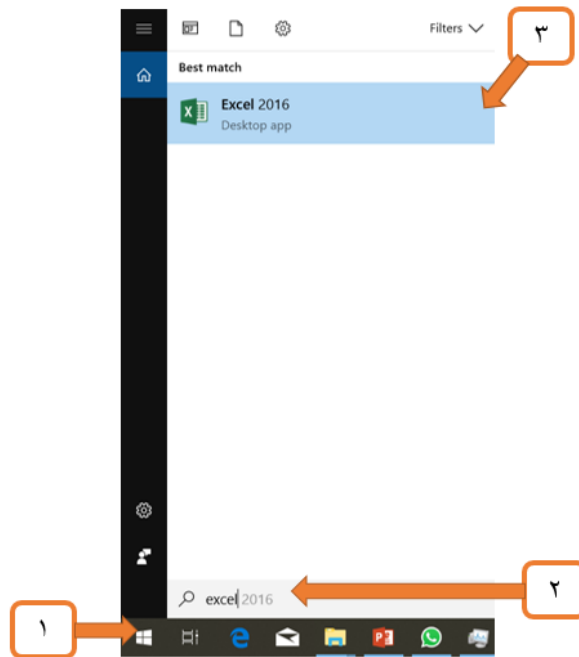 Filters
٣
Best match
Excel 2016
Desktop app
excel 2016
٢
١